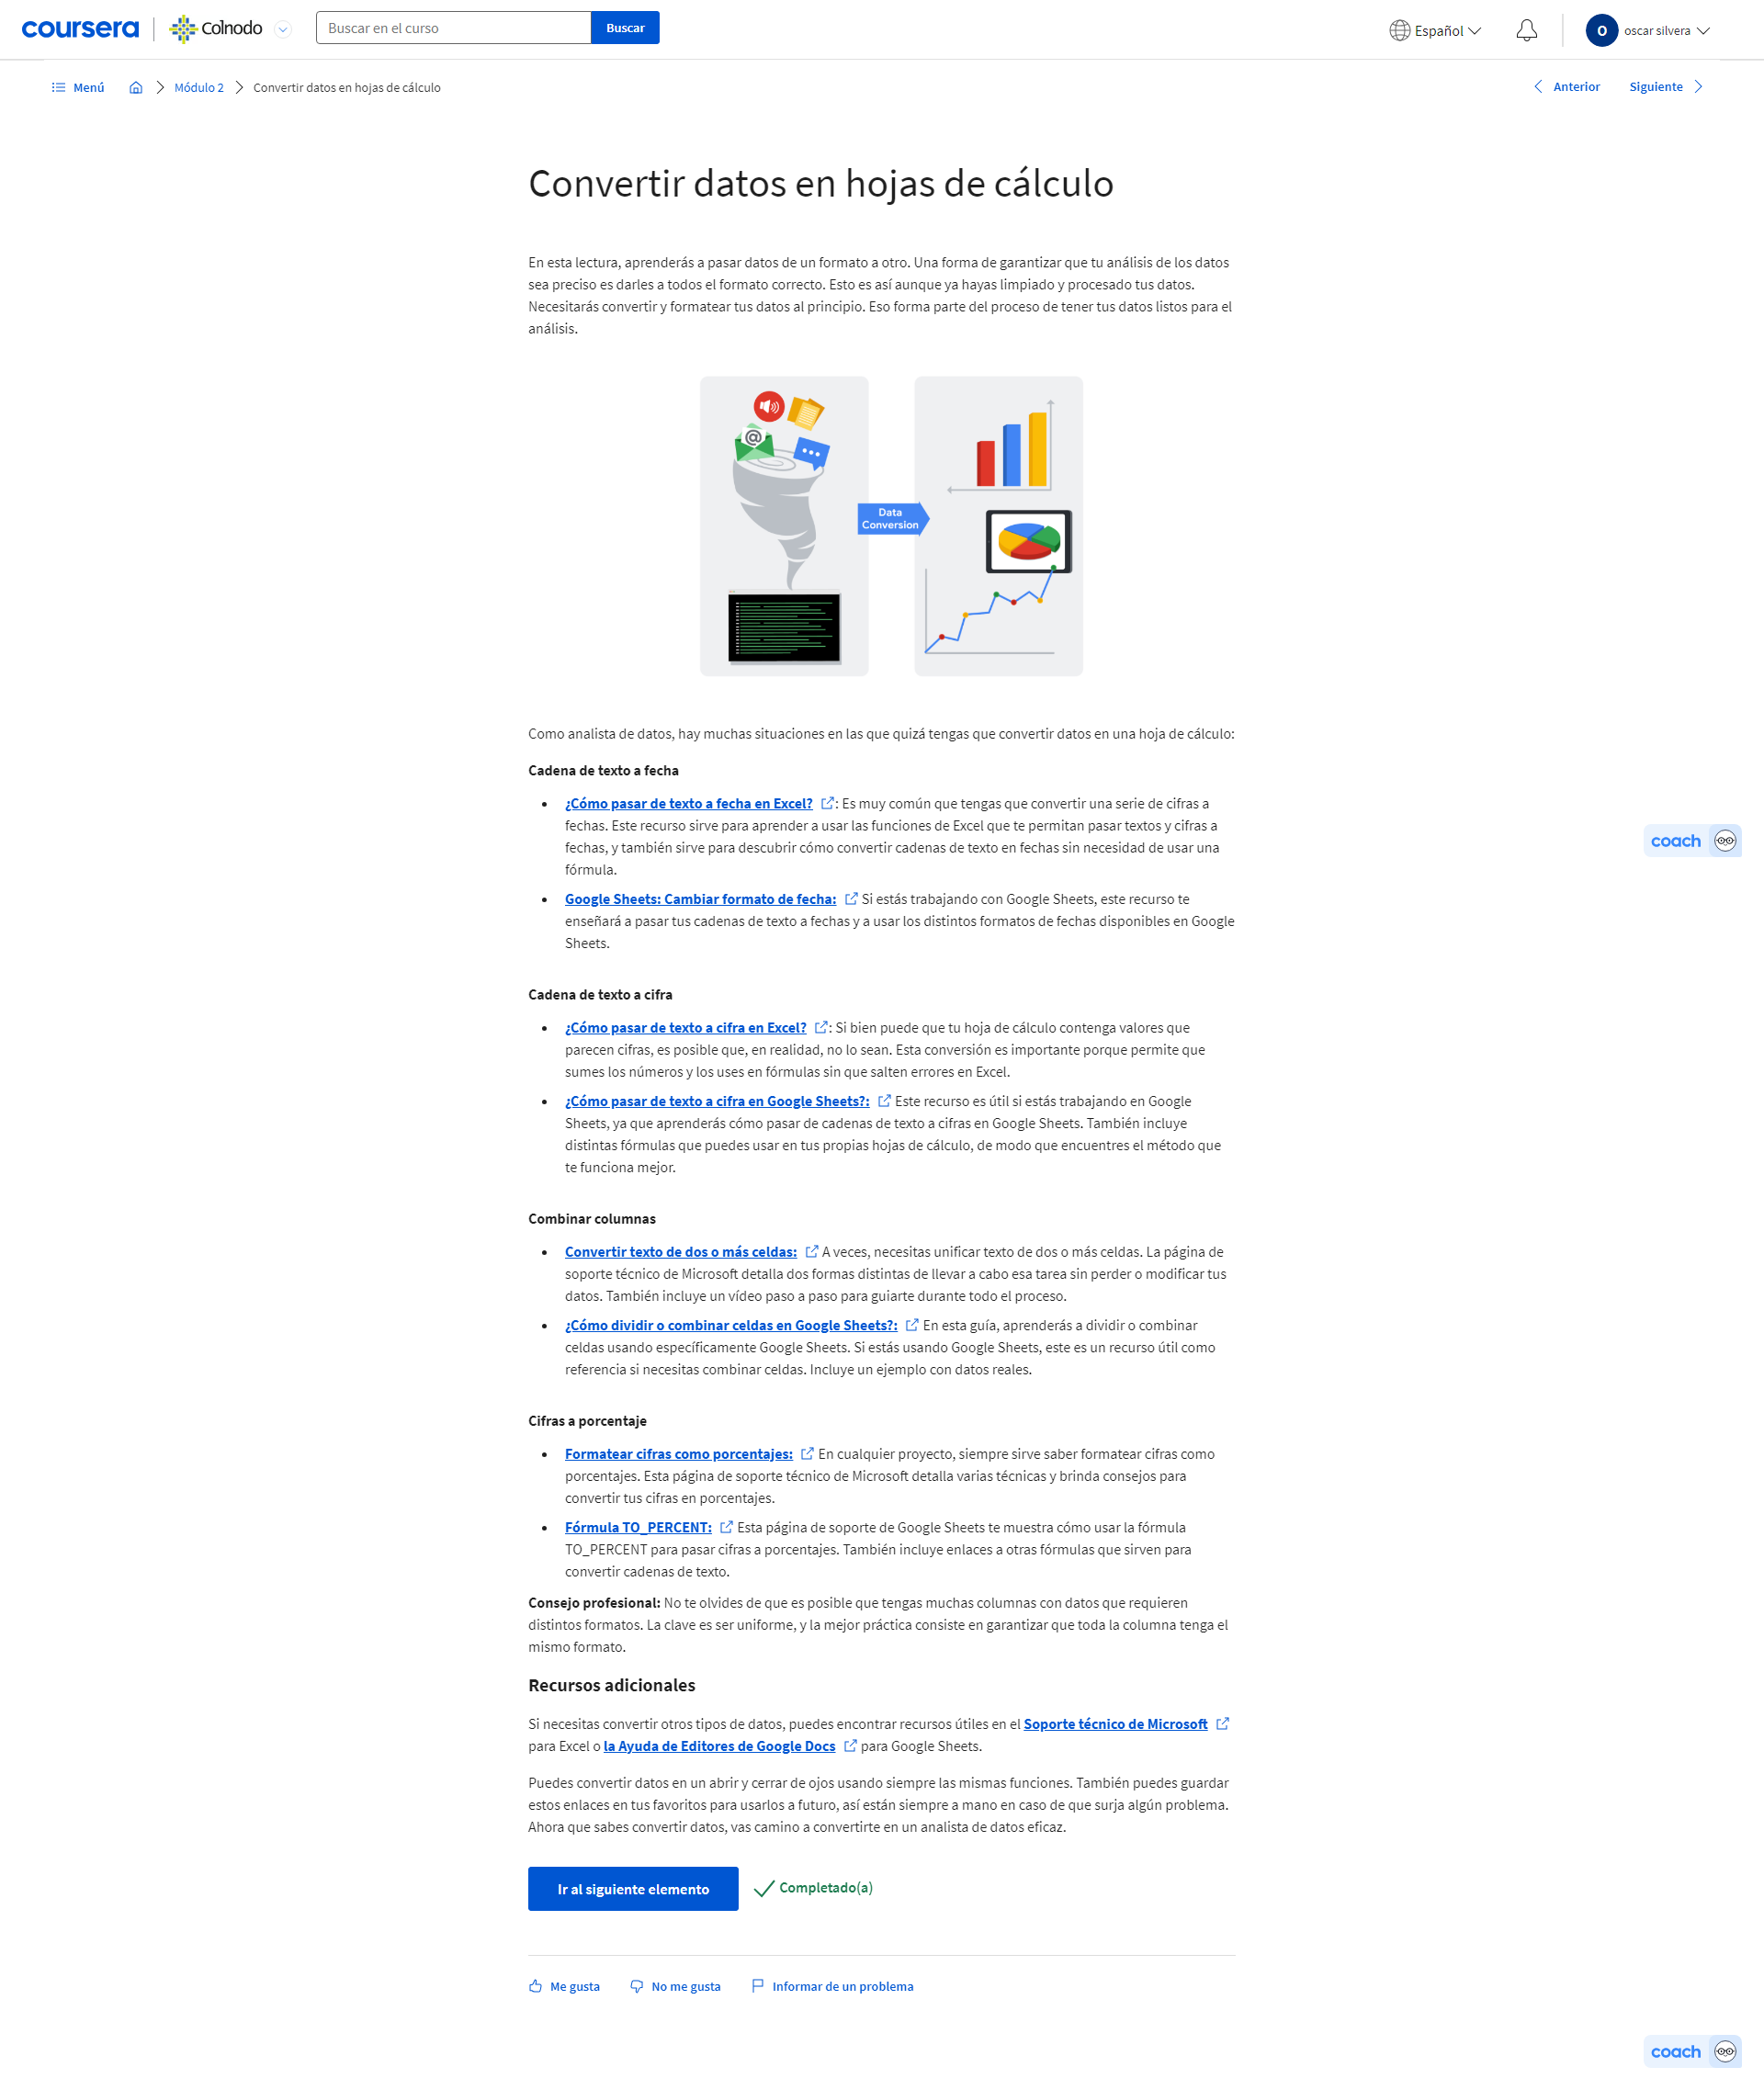 coursera
Colnodo
Buscar en el curso
Buscar
Español
O
oscar silvera
Menú
Módulo 2
Convertir datos en hojas de cálculo
Anterior
Siguiente
Convertir datos en hojas de cálculo
En esta lectura, aprenderás a pasar datos de un formato a otro. Una forma de garantizar que tu análisis de los datos
sea preciso es darles a todos el formato correcto. Esto es así aunque ya hayas limpiado y procesado tus datos.
Necesitarás convertir y formatear tus datos al principio. Eso forma parte del proceso de tener tus datos listos para el
análisis.
Data
Conversion
Como analista de datos, hay muchas situaciones en las que quizá tengas que convertir datos en una hoja de cálculo:
Cadena de texto a fecha
• ¿Cómo pasar de texto a fecha en Excel? : Es muy común que tengas que convertir una serie de cifras a
fechas. Este recurso sirve para aprender a usar las funciones de Excel que te permitan pasar textos y cifras a
fechas, y también sirve para descubrir cómo convertir cadenas de texto en fechas sin necesidad de usar una
fórmula.
coach
• Google Sheets: Cambiar formato de fecha: Si estás trabajando con Google Sheets, este recurso te
enseñará a pasar tus cadenas de texto a fechas y a usar los distintos formatos de fechas disponibles en Google
Sheets.
Cadena de texto a cifra
• ¿Cómo pasar de texto a cifra en Excel? : Si bien puede que tu hoja de cálculo contenga valores que
parecen cifras, es posible que, en realidad, no lo sean. Esta conversión es importante porque permite que
sumes los números y los uses en fórmulas sin que salten errores en Excel.
• ¿Cómo pasar de texto a cifra en Google Sheets?: Este recurso es útil si estás trabajando en Google
Sheets, ya que aprenderás cómo pasar de cadenas de texto a cifras en Google Sheets. También incluye
distintas fórmulas que puedes usar en tus propias hojas de cálculo, de modo que encuentres el método que
te funciona mejor.
Combinar columnas
• Convertir texto de dos o más celdas: A veces, necesitas unificar texto de dos o más celdas. La página de
soporte técnico de Microsoft detalla dos formas distintas de llevar a cabo esa tarea sin perder o modificar tus
datos. También incluye un vídeo paso a paso para guiarte durante todo el proceso.
• ¿Cómo dividir o combinar celdas en Google Sheets?: En esta guía, aprenderás a dividir o combinar
celdas usando específicamente Google Sheets. Si estás usando Google Sheets, este es un recurso útil como
referencia si necesitas combinar celdas. Incluye un ejemplo con datos reales.
Cifras a porcentaje
• Formatear cifras como porcentajes: En cualquier proyecto, siempre sirve saber formatear cifras como
porcentajes. Esta página de soporte técnico de Microsoft detalla varias técnicas y brinda consejos para
convertir tus cifras en porcentajes.
• Fórmula TO_PERCENT: Esta página de soporte de Google Sheets te muestra cómo usar la fórmula
TO_PERCENT para pasar cifras a porcentajes. También incluye enlaces a otras fórmulas que sirven para
convertir cadenas de texto.
Consejo profesional: No te olvides de que es posible que tengas muchas columnas con datos que requieren
distintos formatos. La clave es ser uniforme, y la mejor práctica consiste en garantizar que toda la columna tenga el
mismo formato.
Recursos adicionales
Si necesitas convertir otros tipos de datos, puedes encontrar recursos útiles en el Soporte técnico de Microsoft
para Excel o la Ayuda de Editores de Google Docs para Google Sheets.
Puedes convertir datos en un abrir y cerrar de ojos usando siempre las mismas funciones. También puedes guardar
estos enlaces en tus favoritos para usarlos a futuro, así están siempre a mano en caso de que surja algún problema.
Ahora que sabes convertir datos, vas camino a convertirte en un analista de datos eficaz.
Ir al siguiente elemento
Completado(a)
Me gusta
No me gusta
Informar de un problema
coach